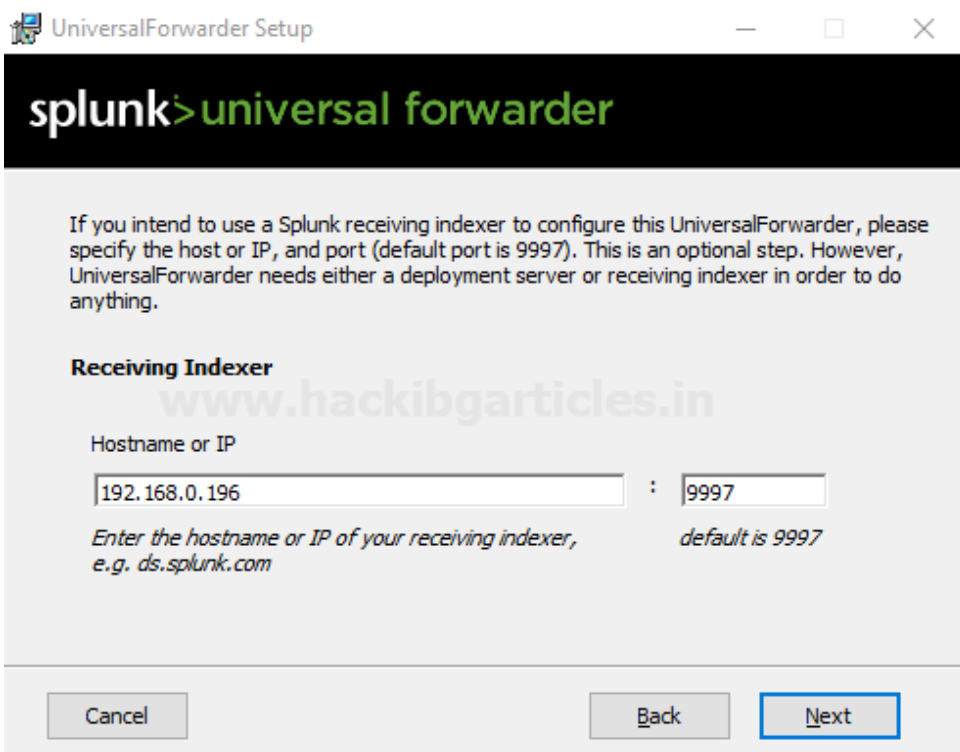 UniversalForwarder Setup
splunk>universal forwarder
If you intend to use a Splunk receiving indexer to configure this UniversalForwarder, please
specify the host or IP, and port (default port is 9997). This is an optional step. However,
UniversalForwarder needs either a deployment server or receiving indexer in order to do
anything.
Receiving Indexer
www.hackibgarticles.in
Hostname or IP
192.168.0.196 : 9997
Enter the hostname or IP of your receiving indexer, default is 9997
e.g. ds.splunk.com
Cancel Back Next